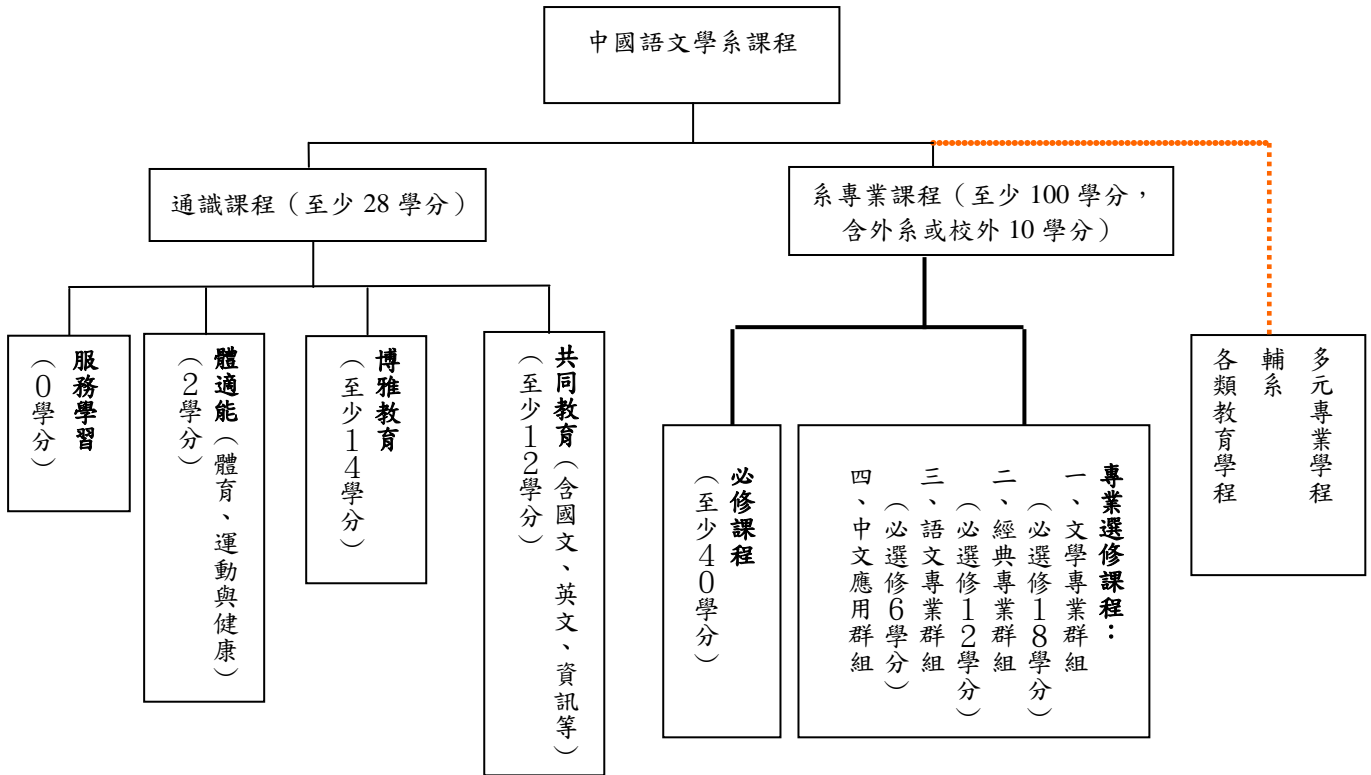 中國語文學系課程
通識課程（至少 28 學分）
系專業課程（至少 100 學分，
含外系或校外 10 學分）
服務學習
（0學分）
體適能（體育、運動與健康）
（2學分）
博雅教育
（至少14學分）
共同教育（含國文、英文、資訊等）
（至少12學分）
必修課程
（至少40學分）
專業選修課程：
一、文學專業群組
（必選修18學分）
二、經典專業群組
（必選修12學分）
三、語文專業群組
（必選修6學分）
四、中文應用群組
多元專業學程
輔系
各類教育學程